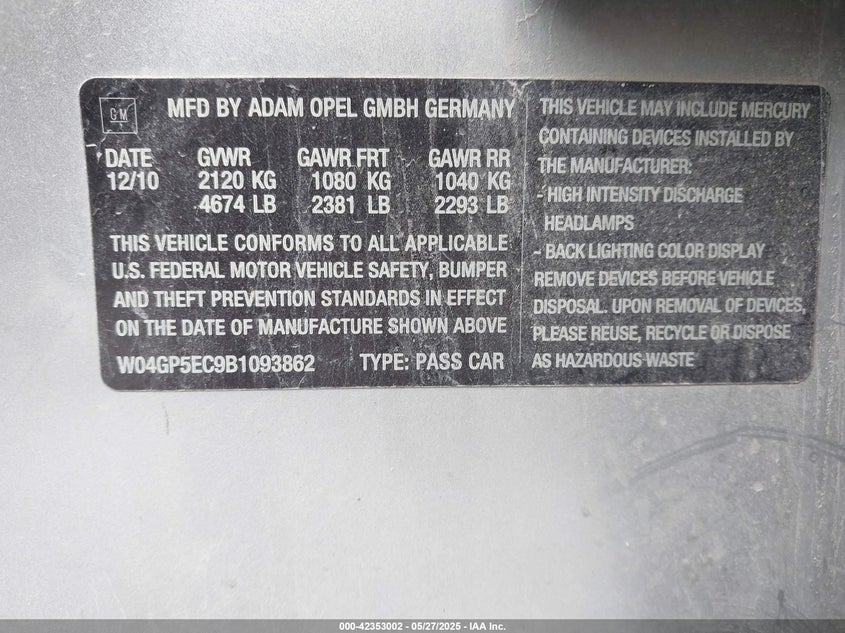 GM
MFD BY ADAM OPEL GMBH GERMANY
DATE GVWR GAWR FRT GAWR RR
12/10 2120 KG 1080 KG 1040 KG
4674 LB 2381 LB 2293 LB
THIS VEHICLE CONFORMS TO ALL APPLICABLE
U.S. FEDERAL MOTOR VEHICLE SAFETY, BUMPER
AND THEFT PREVENTION STANDARDS IN EFFECT
ON THE DATE OF MANUFACTURE SHOWN ABOVE
W04GP5EC9B1093862 TYPE: PASS CAR
THIS VEHICLE MAY INCLUDE MERCURY
CONTAINING DEVICES INSTALLED BY
THE MANUFACTURER:
- HIGH INTENSITY DISCHARGE
HEADLAMPS
- BACK LIGHTING COLOR DISPLAY
REMOVE DEVICES BEFORE VEHICLE
DISPOSAL. UPON REMOVAL OF DEVICES,
PLEASE REUSE, RECYCLE OR DISPOSE
AS HAZARDOUS WASTE
000-42353002 - 05/27/2025 - IAA Inc.